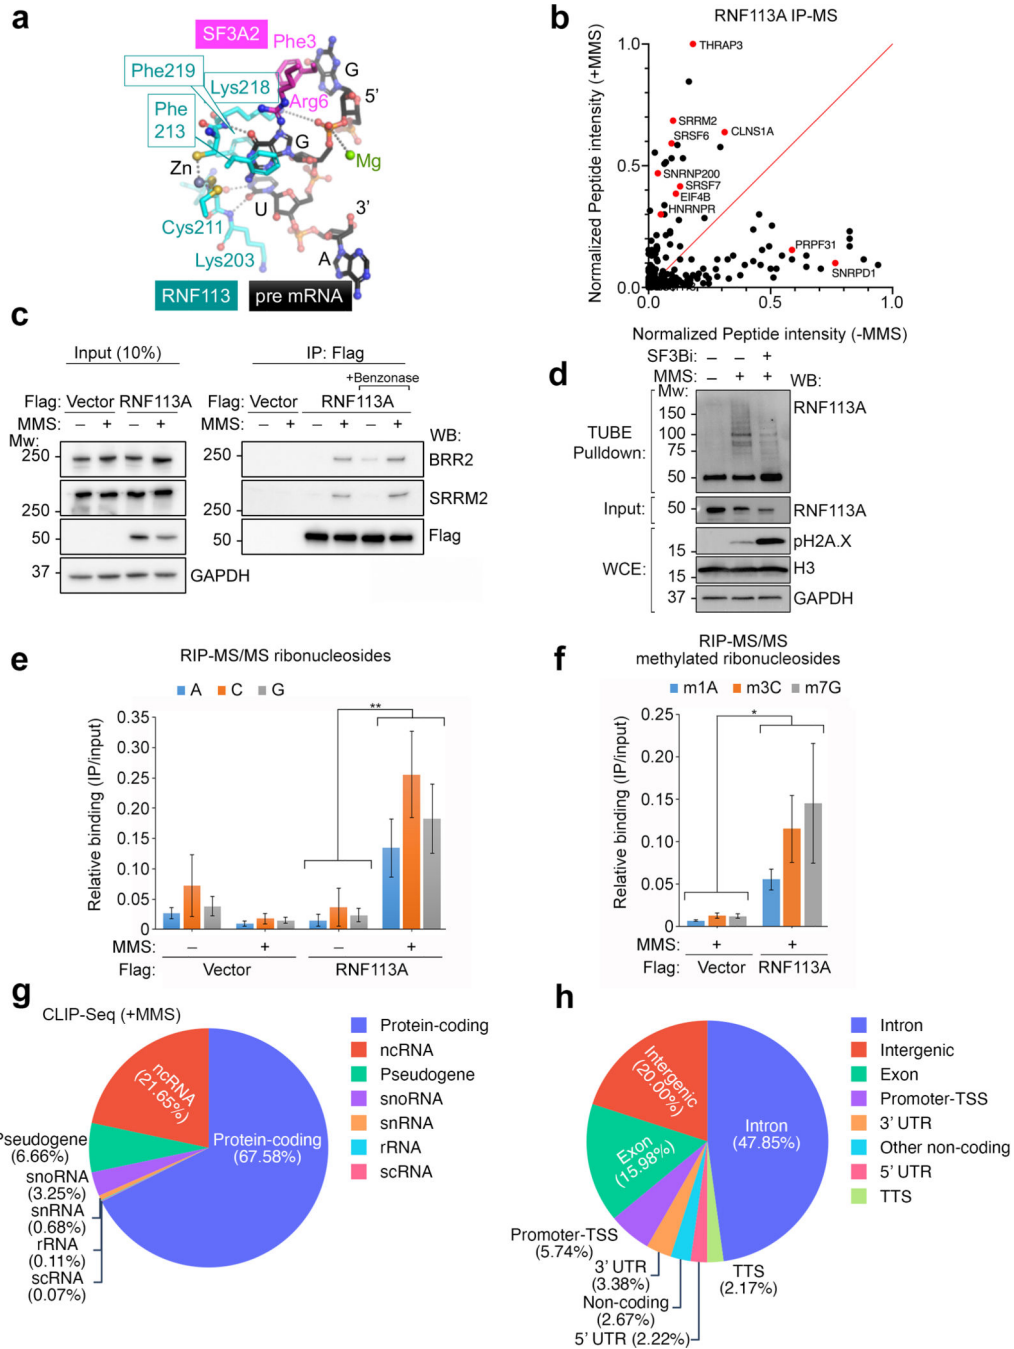 a
SF3A2
Phe3
Phe219
Lys218
G
5’
Arg6
Phe
213
G
Mg
Zn
U
3’
Cys211
A
Lys203
RNF113
pre mRNA
b
RNF113A IP-MS
Normalized Peptide intensity (+MMS)
1.0
THRAP3
SRRM2
CLNS1A
SRSF6
0.5
SNRNP200
SRSF7
EIF4B
HNRNPR
PRPF31
SNRPD1
0.0
0.0
0.5
1.0
Normalized Peptide intensity (-MMS)
c
Input (10%)
IP: Flag
+Benzonase
Flag: Vector RNF113A
Flag: Vector RNF113A
MMS: – + – +
MMS: – + – + – +
Mw:
WB:
250
250
BRR2
250
250
SRRM2
50
50
Flag
37
GAPDH
d
SF3Bi: – – +
MMS: – + +
WB:
Mw:
RNF113A
150
100
75
50
TUBE
Pulldown:
Input:
50
RNF113A
WCE:
15
pH2A.X
15
H3
37
GAPDH
e
RIP-MS/MS ribonucleosides
A C G
Relative binding (IP/input)
0.35
0.30
0.25
0.20
0.15
0.10
0.05
0
**
MMS: – + – +
Flag: Vector RNF113A
f
RIP-MS/MS
methylated ribonucleosides
m1A m3C m7G
Relative binding (IP/input)
0.25
0.20
0.15
0.10
0.05
0
*
MMS: + +
Flag: Vector RNF113A
g
CLIP-Seq (+MMS)
ncRNA
(21.65%)
Protein-coding
(67.58%)
Pseudogene
(6.66%)
snoRNA
(3.25%)
snRNA
(0.68%)
rRNA
(0.11%)
scRNA
(0.07%)
Protein-coding
ncRNA
Pseudogene
snoRNA
snRNA
rRNA
scRNA
h
Intergenic
(20.00%)
Intron
(47.85%)
Exon
(15.98%)
Promoter-TSS
(5.74%)
3’ UTR
(3.38%)
Non-coding
(2.67%)
5’ UTR (2.22%)
TTS
(2.17%)
Intron
Intergenic
Exon
Promoter-TSS
3’ UTR
Other non-coding
5’ UTR
TTS